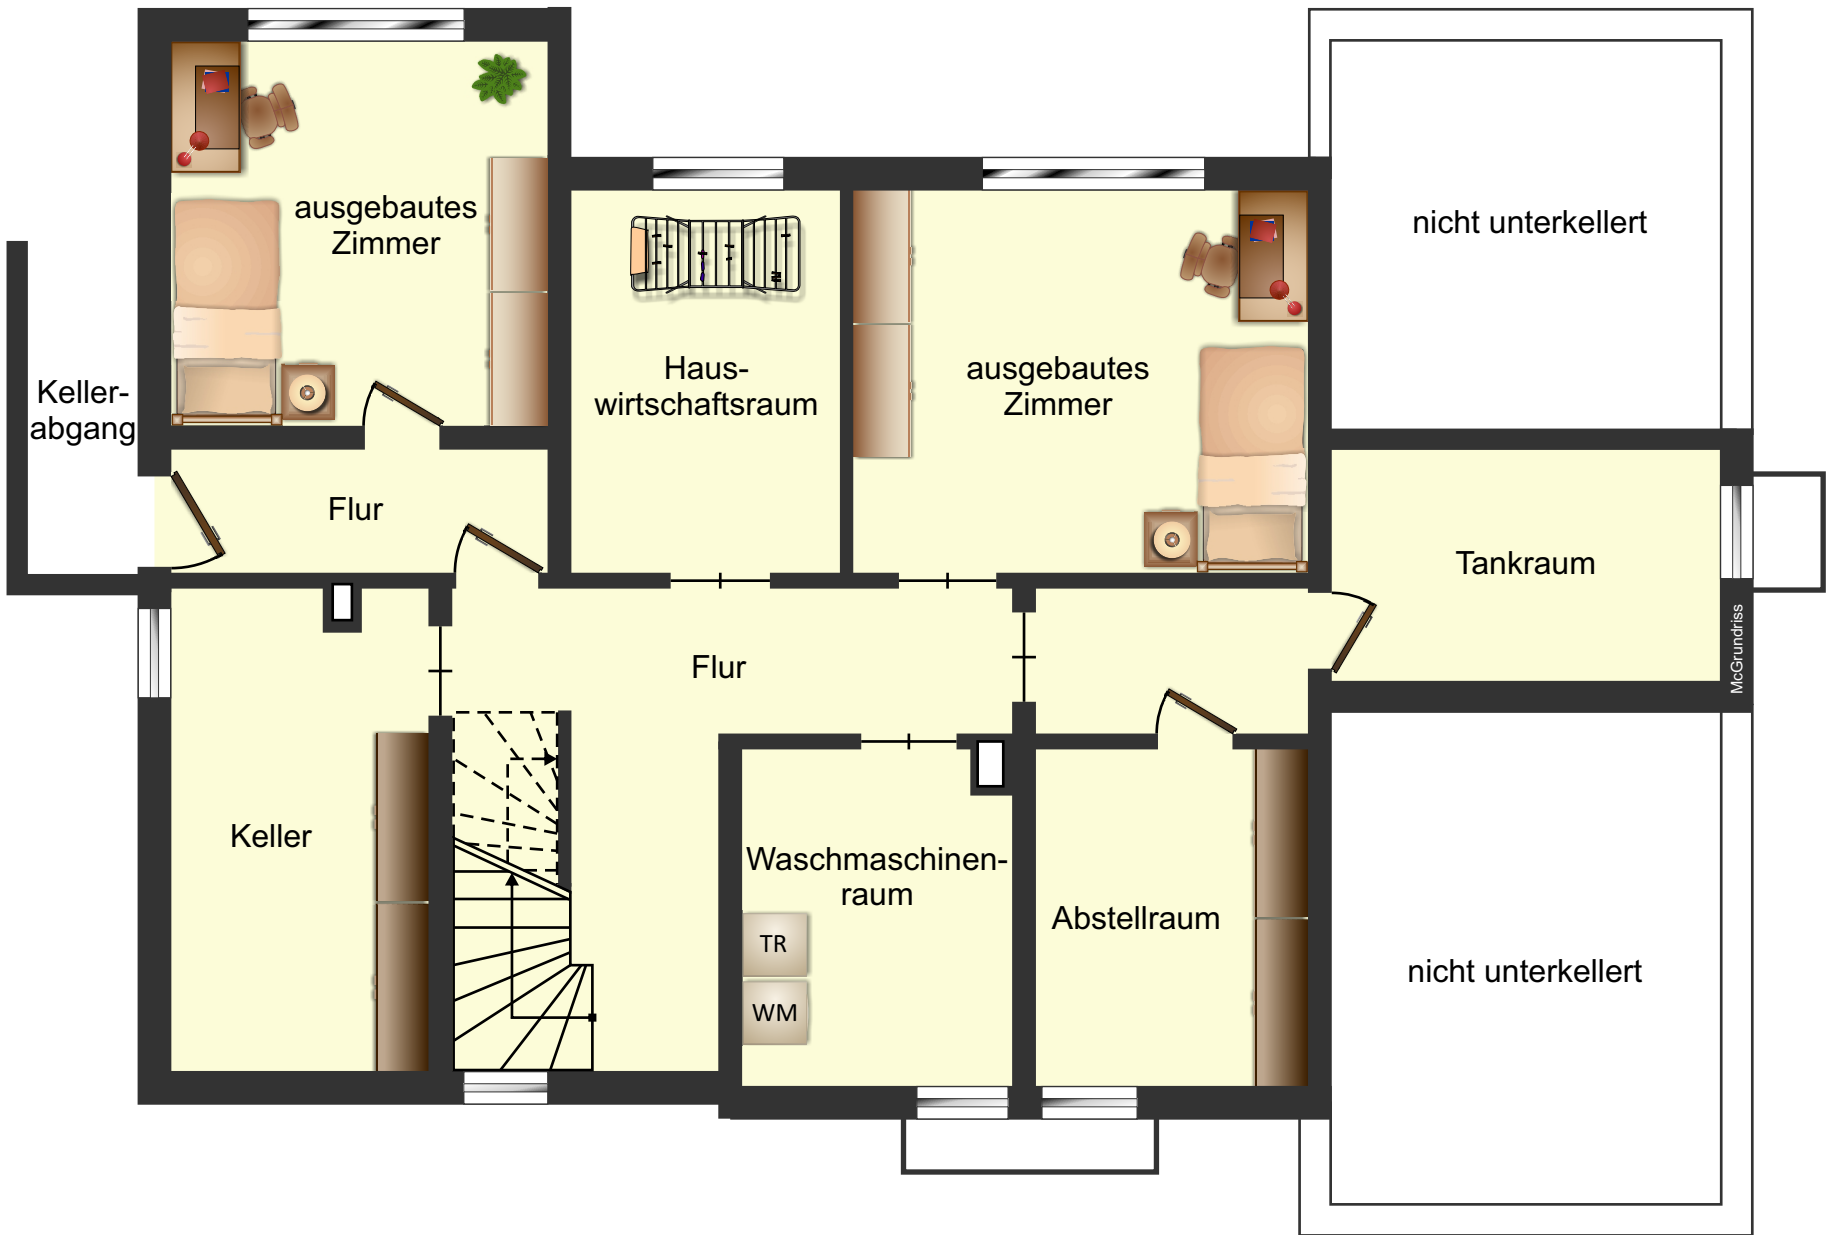 ausgebautes
Zimmer
nicht unterkellert
Keller-
abgang
Haus-
wirtschaftsraum
ausgebautes
Zimmer
Flur
Tankraum
McGrundriss
Flur
Keller
Waschmaschinen-
raum
Abstellraum
TR
WM
nicht unterkellert